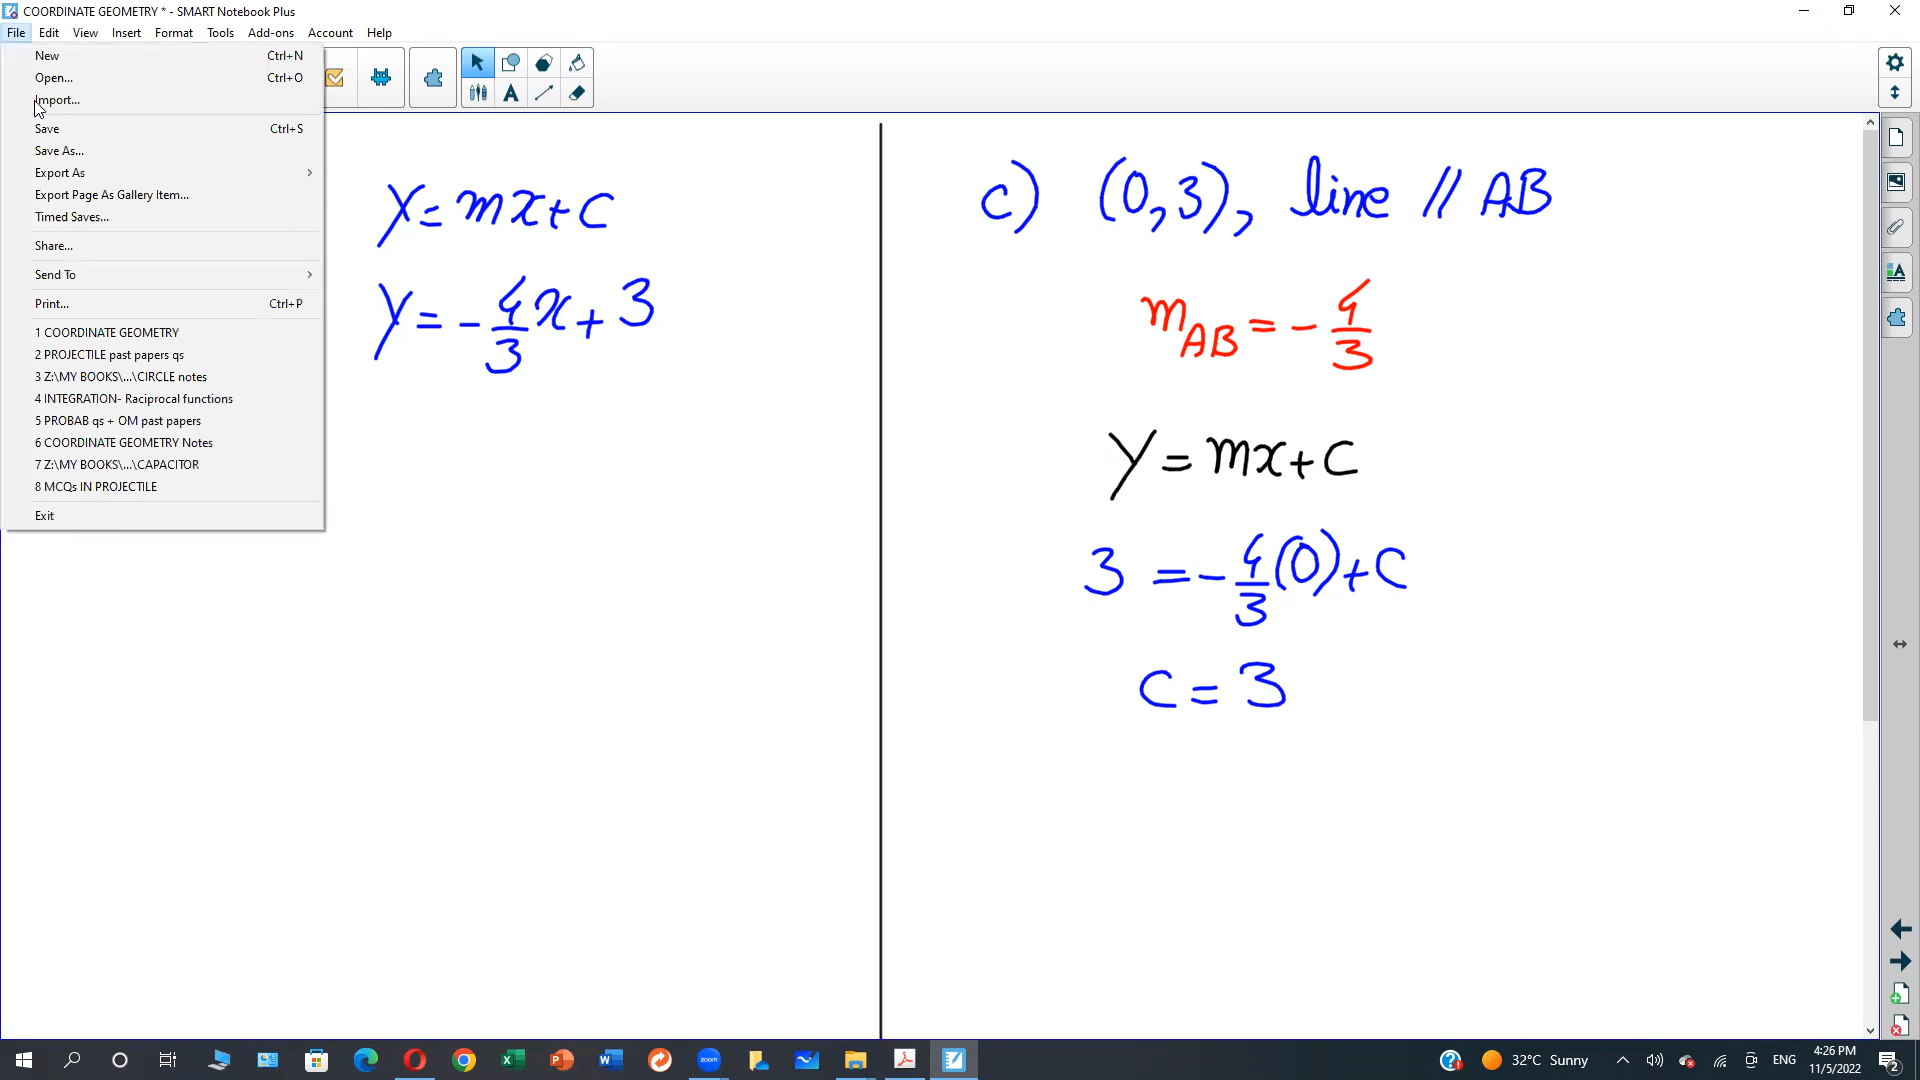 COORDINATE GEOMETRY * - SMART Notebook Plus
File Edit View Insert Format Tools Add-ons Account Help
New Ctrl+N
Open... Ctrl+O
Import...
Save Ctrl+S
Save As...
Export As
Export Page As Gallery Item...
Timed Saves...
Share...
Send To
Print... Ctrl+P
1 COORDINATE GEOMETRY
2 PROJECTILE past papers qs
3 Z:\MY BOOKS\...\CIRCLE notes
4 INTEGRATION- Raciprocal functions
5 PROBAB qs + OM past papers
6 COORDINATE GEOMETRY Notes
7 Z:\MY BOOKS\...\CAPACITOR
8 MCQs IN PROJECTILE
Exit
y = mx + c
y = - 4/3 x + 3
c) (0,3), line // AB
m AB = - 4/3
y = mx + c
3 = - 4/3 (0) + c
c = 3
32°C Sunny
ENG
4:26 PM
11/5/2022
2